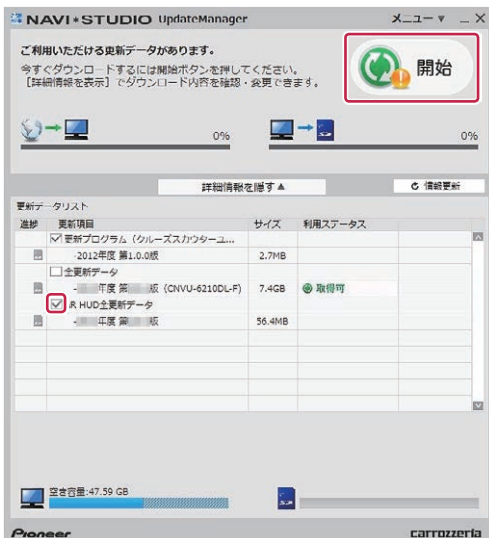 NAVI*STUDIO UpdateManager メニュー
ご利用いただける更新データがあります。
今すぐダウンロードするには開始ボタンを押してください。
[詳細情報を表示] でダウンロード内容を確認・変更できます。
開始
0%
0%
詳細情報を隠す▲
情報更新
更新データリスト
進捗 更新項目 サイズ 利用ステータス
更新プログラム (クルーズスカウターユ...
-2012年度 第1.0.0版 2.7MB
全更新データ
- 年度 第 版 (CNVU-6210DL-F) 7.4GB 取得可
R HUD全更新データ
- 年度 第 版 56.4MB
空き容量:47.59 GB
Pioneer carrozzeria